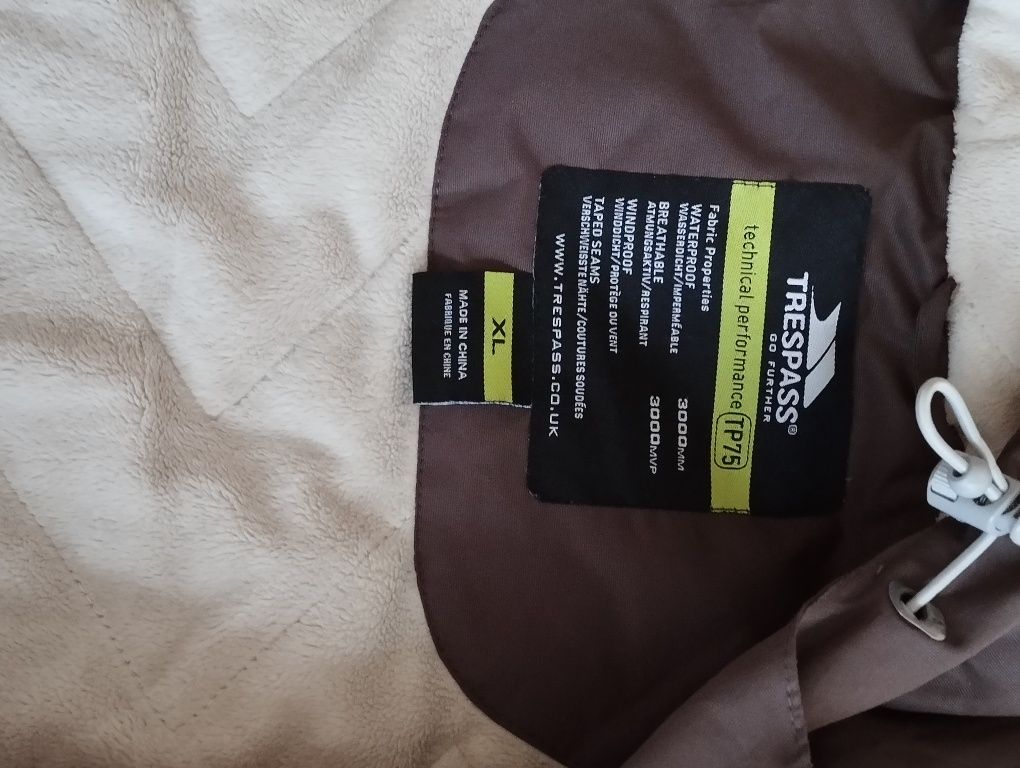 TRESPASS®
GO FURTHER
technical performance TP75
Fabric Properties
WATERPROOF 3000MM
WASSERDICHT/IMPERMÉABLE
BREATHABLE 3000MVP
ATMUNGSAKTIV/RESPIRANT
WINDPROOF
WINDDICHT/PROTÈGE DU VENT
TAPED SEAMS
VERSCHWEISSTE NÄHTE/COUTURES SOUDÉES
WWW.TRESPASS.CO.UK
XL
MADE IN CHINA
FABRIQUE EN CHINE